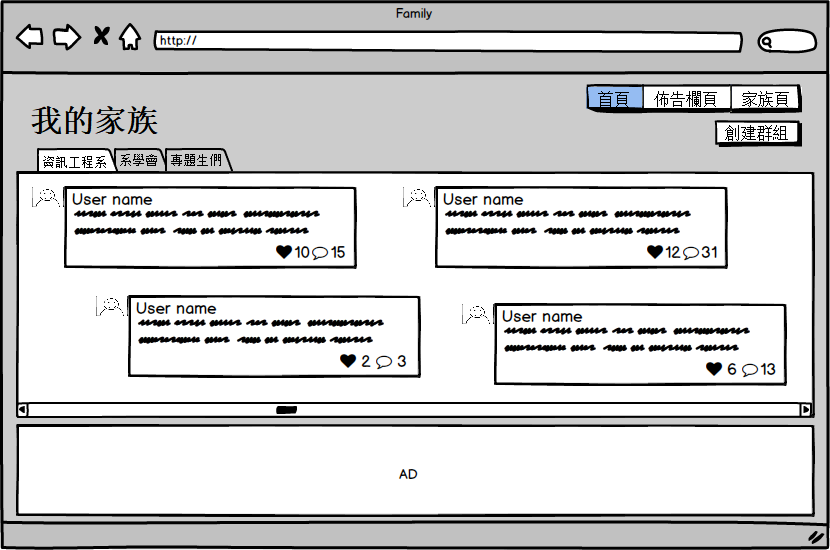 Family
http://
首頁 佈告欄頁 家族頁
我的家族
創建群組
資訊工程系 系學會 專題生們
User name
10 15
User name
12 31
User name
2 3
User name
6 13
AD